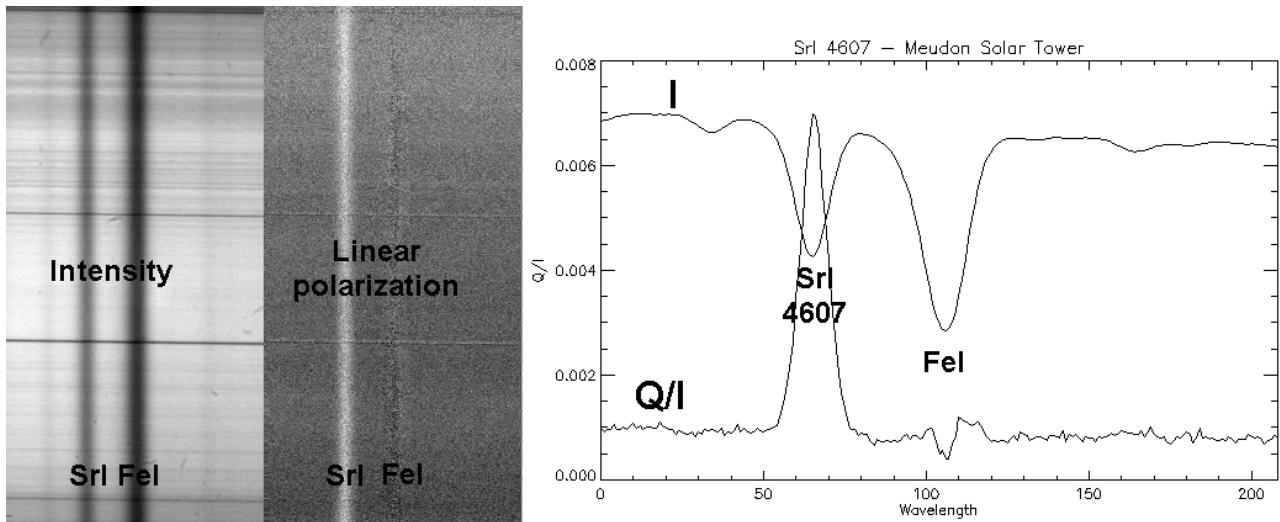 Intensity
SrI FeI
Linear
polarization
SrI FeI
SrI 4607 – Meudon Solar Tower
0.008
0.006
0.004
0.002
0.000
Q/I
I
SrI
4607
FeI
Q/I
0 50 100 150 200
Wavelength